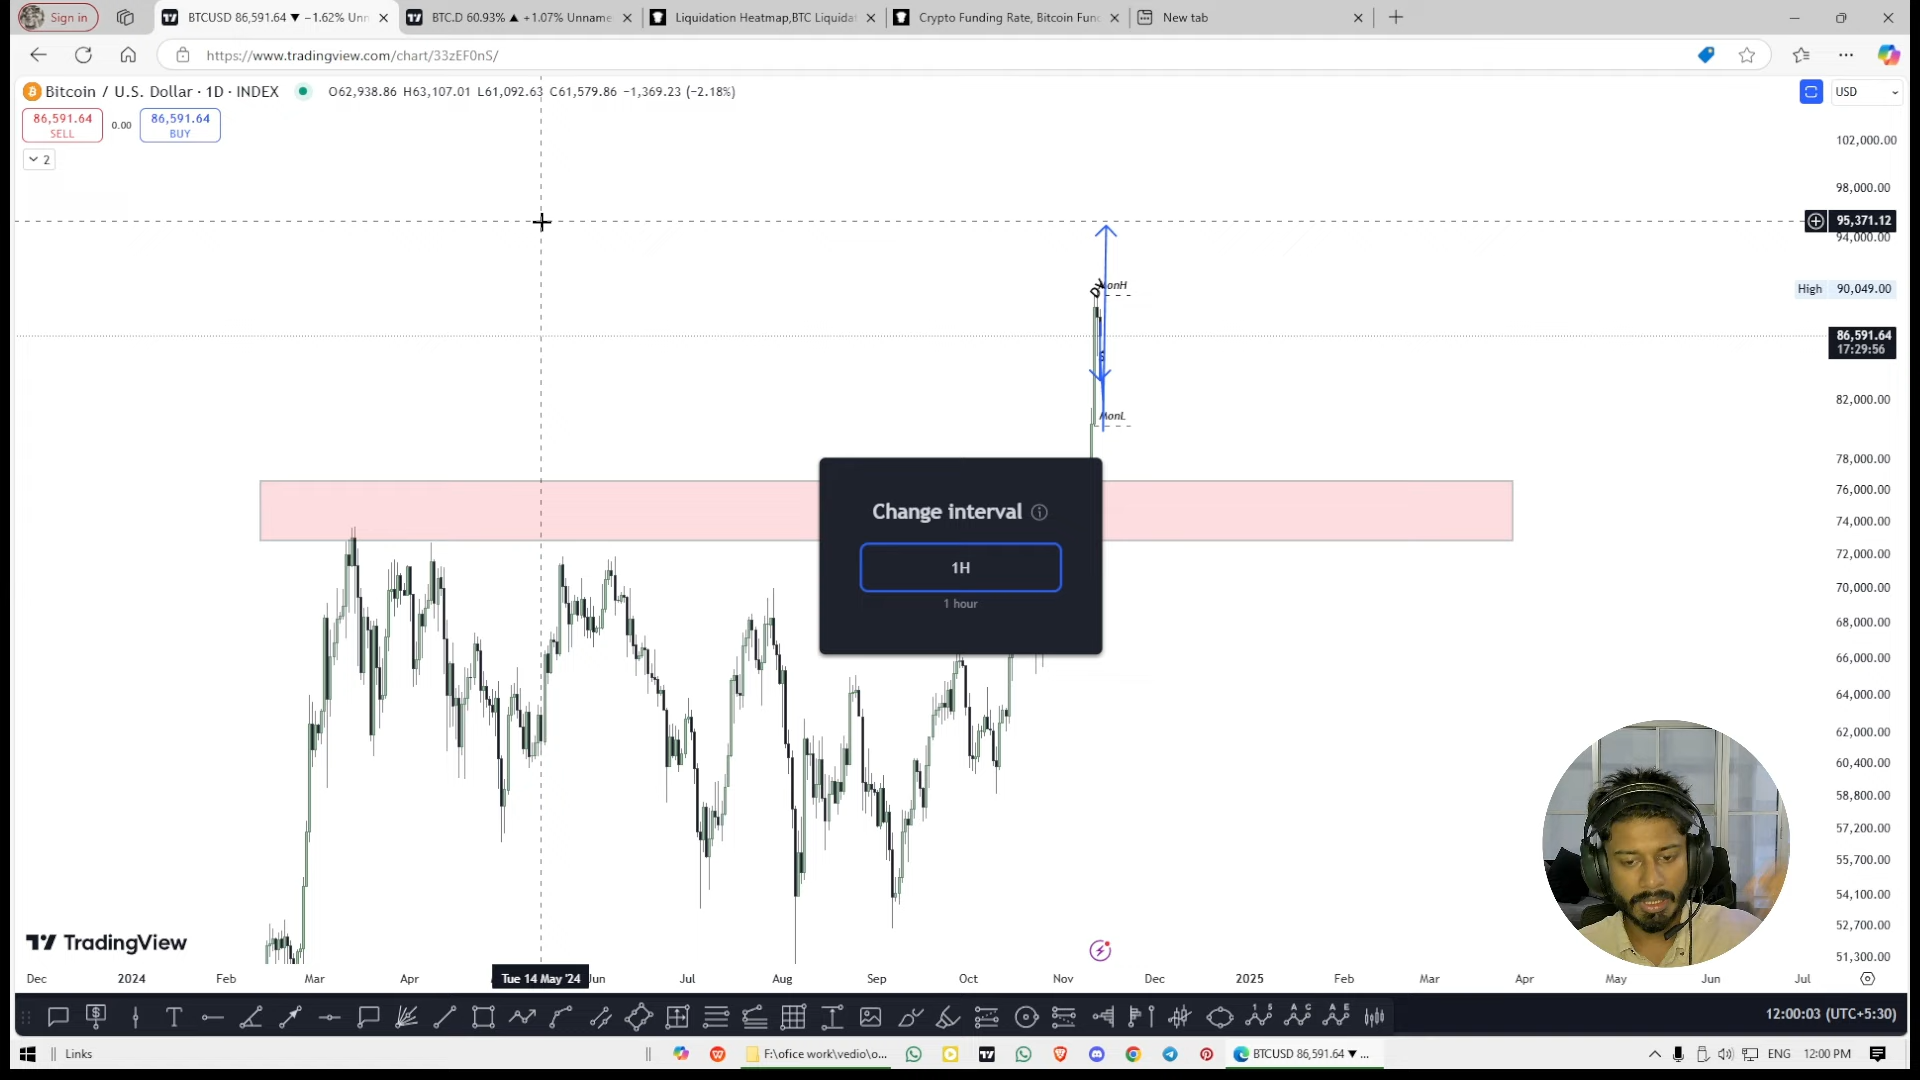 Sign in
BTCUSD 86,591.64 ▼ −1.62% Unn
BTC.D 60.93% ▲ +1.07% Unname
Liquidation Heatmap,BTC Liquidat
Crypto Funding Rate, Bitcoin Fun
New tab
https://www.tradingview.com/chart/33zEF0nS/
Bitcoin / U.S. Dollar · 1D · INDEX
O62,938.86 H63,107.01 L61,092.63 C61,579.86 −1,369.23 (−2.18%)
USD
86,591.64
SELL
0.00
86,591.64
BUY
2
102,000.00
98,000.00
95,371.12
94,000.00
High 90,049.00
86,591.64
17:29:56
82,000.00
78,000.00
76,000.00
74,000.00
72,000.00
70,000.00
68,000.00
66,000.00
64,000.00
62,000.00
60,400.00
58,800.00
57,200.00
55,700.00
54,100.00
52,700.00
51,300.00
MonL
Change interval
1H
1 hour
TradingView
Dec 2024 Feb Mar Apr Tue 14 May '24 Jun Jul Aug Sep Oct Nov Dec 2025 Feb Mar Apr May Jun Jul
12:00:03 (UTC+5:30)
Links
F:\ofice work\vedio\o...
BTCUSD 86,591.64 ▼ ...
ENG
12:00 PM